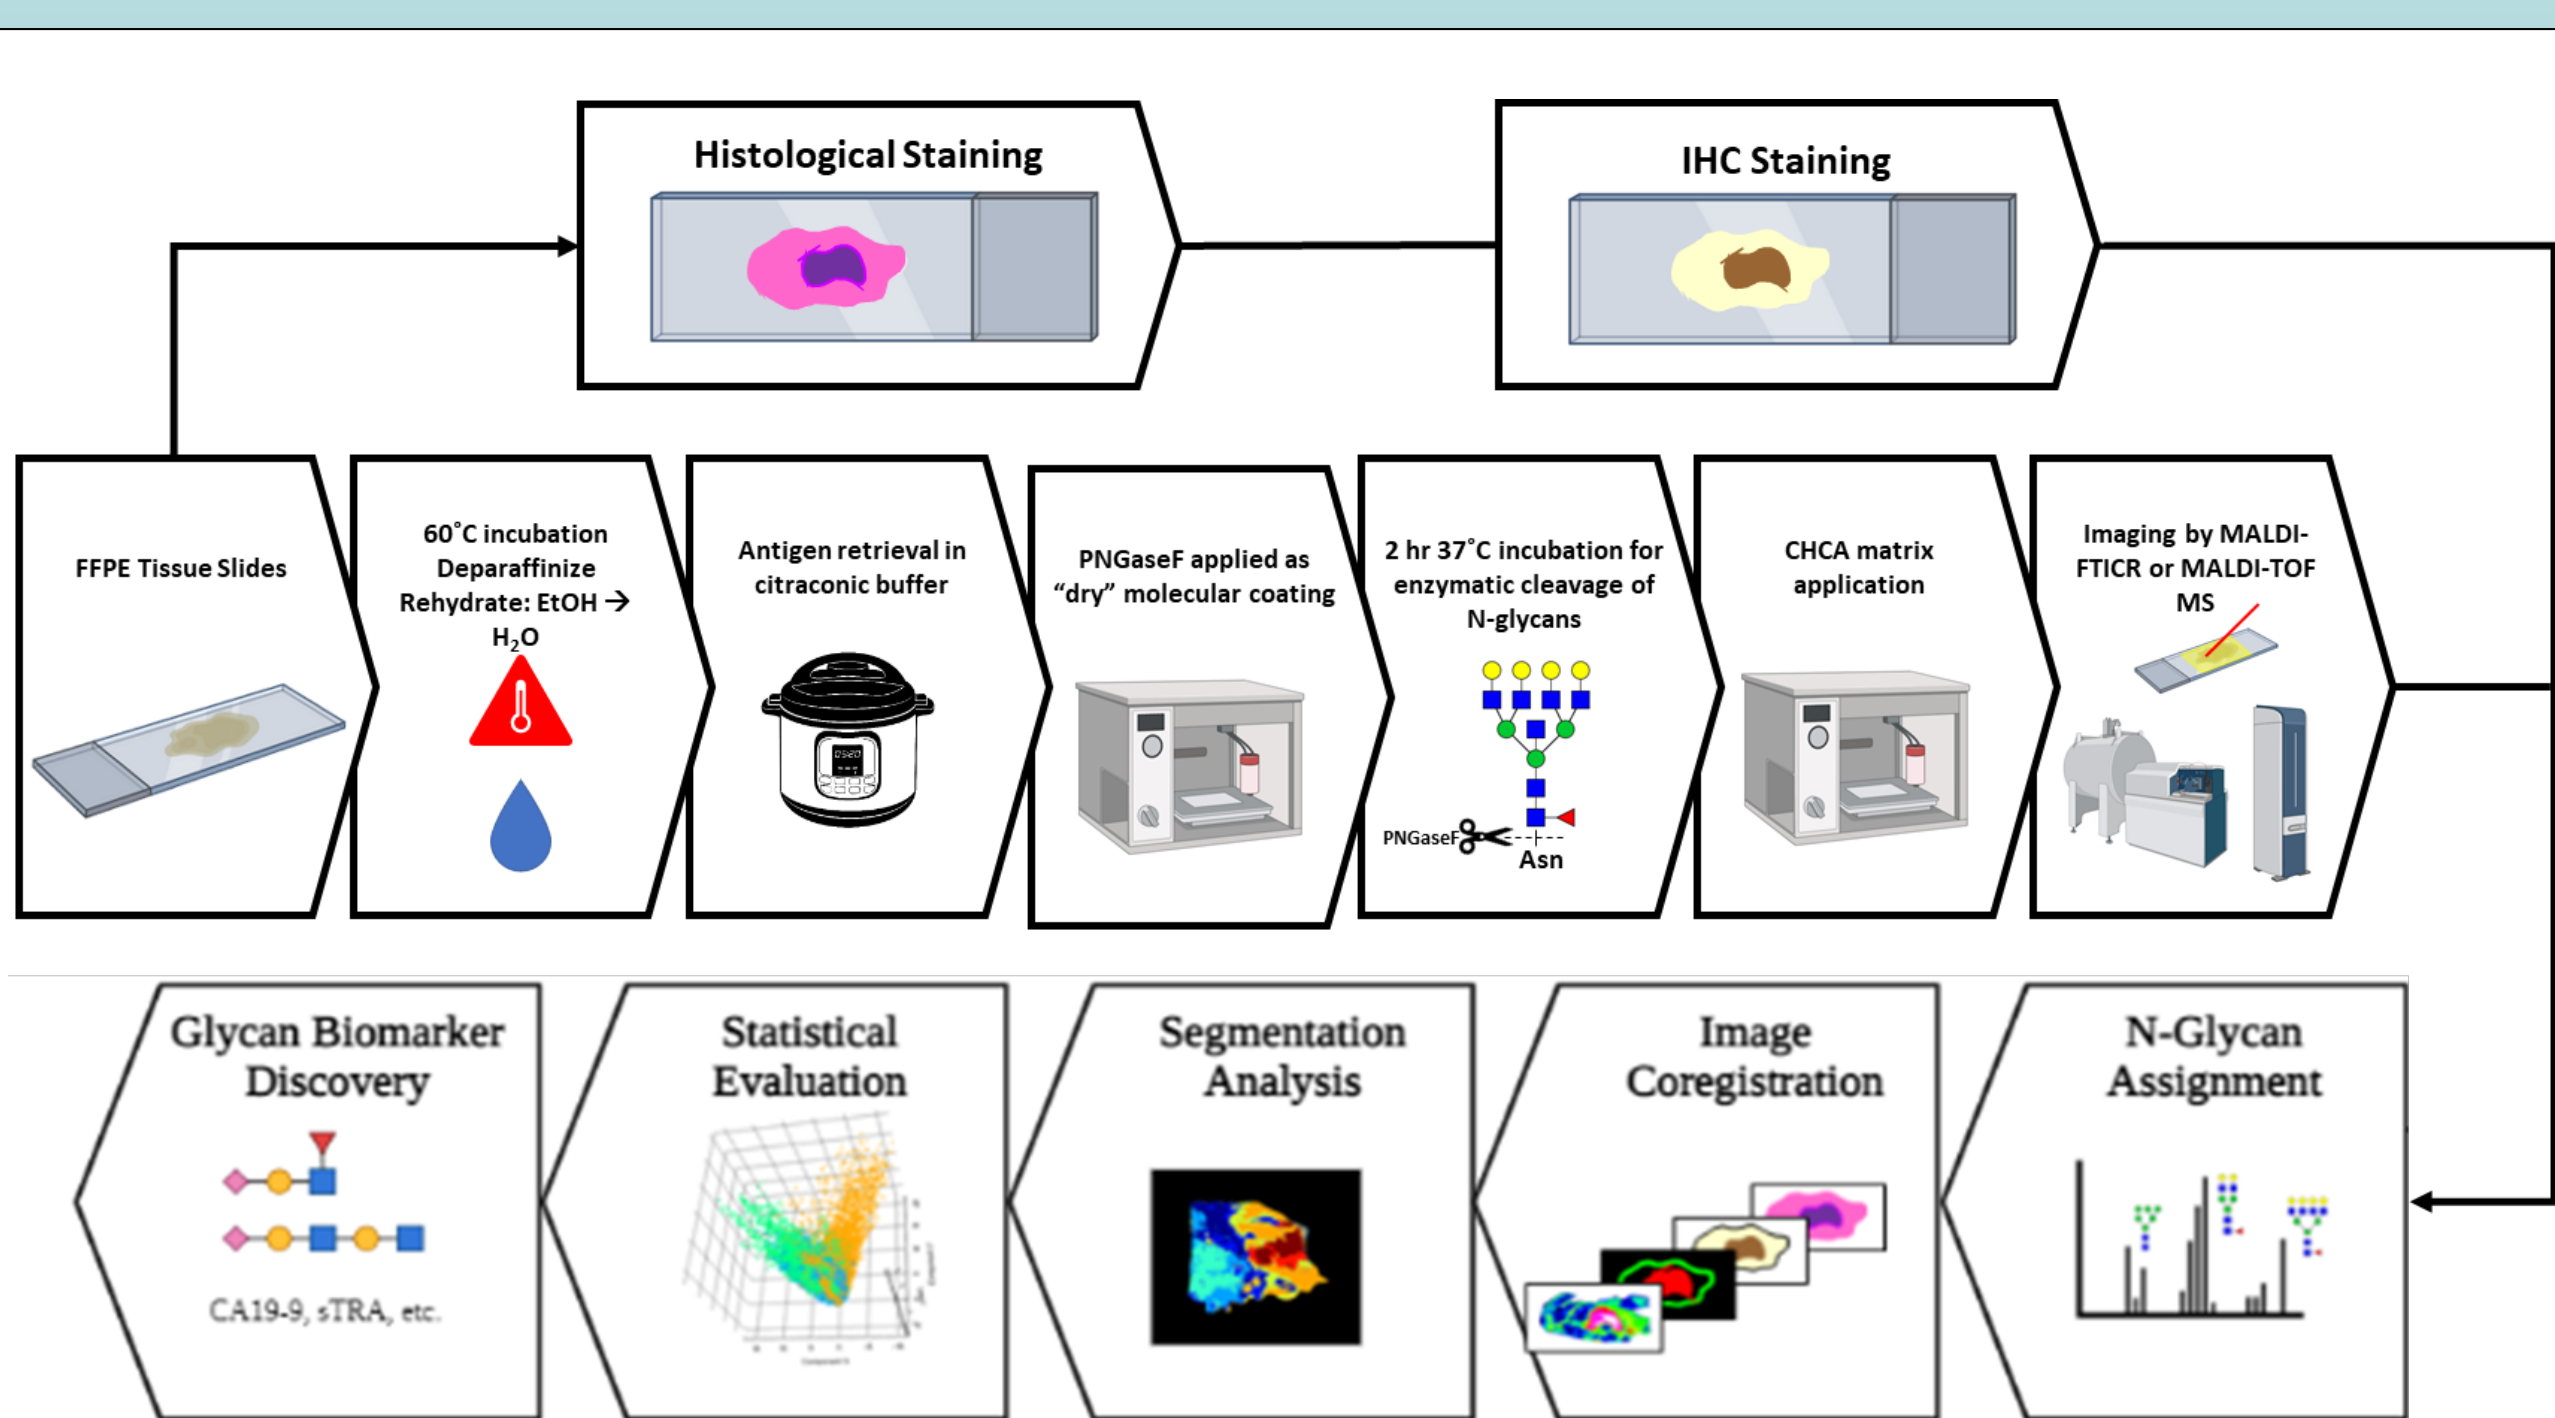 Histological Staining
IHC Staining
FFPE Tissue Slides
60˚C incubation
Deparaffinize
Rehydrate: EtOH →
H₂O
Antigen retrieval in
citraconic buffer
PNGaseF applied as
“dry” molecular coating
2 hr 37˚C incubation for
enzymatic cleavage of
N-glycans
PNGaseF
Asn
CHCA matrix
application
Imaging by MALDI-
FTICR or MALDI-TOF
MS
Glycan Biomarker
Discovery
CA19-9, sTRA, etc.
Statistical
Evaluation
Segmentation
Analysis
Image
Coregistration
N-Glycan
Assignment